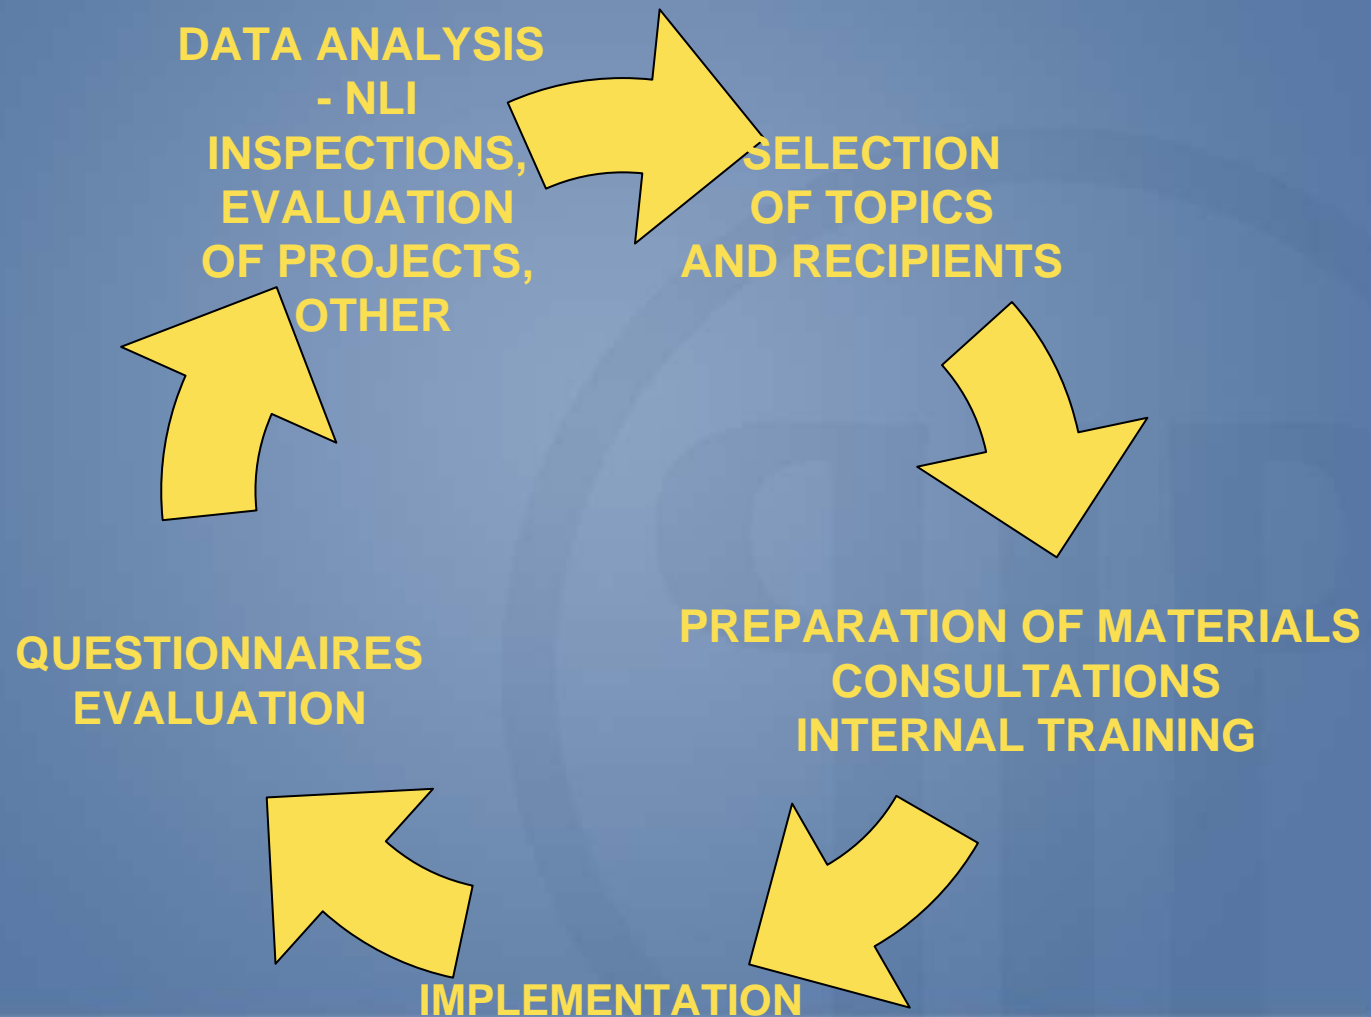 DATA ANALYSIS
- NLI
INSPECTIONS,
EVALUATION
OF PROJECTS,
OTHER
SELECTION
OF TOPICS
AND RECIPIENTS
PREPARATION OF MATERIALS
CONSULTATIONS
INTERNAL TRAINING
IMPLEMENTATION
QUESTIONNAIRES
EVALUATION